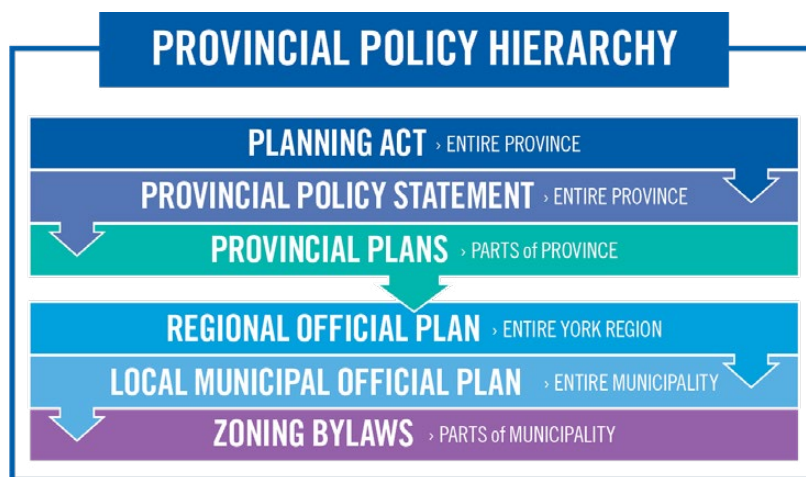 PROVINCIAL POLICY HIERARCHY
PLANNING ACT › ENTIRE PROVINCE
PROVINCIAL POLICY STATEMENT › ENTIRE PROVINCE
PROVINCIAL PLANS › PARTS of PROVINCE
REGIONAL OFFICIAL PLAN › ENTIRE YORK REGION
LOCAL MUNICIPAL OFFICIAL PLAN › ENTIRE MUNICIPALITY
ZONING BYLAWS › PARTS of MUNICIPALITY